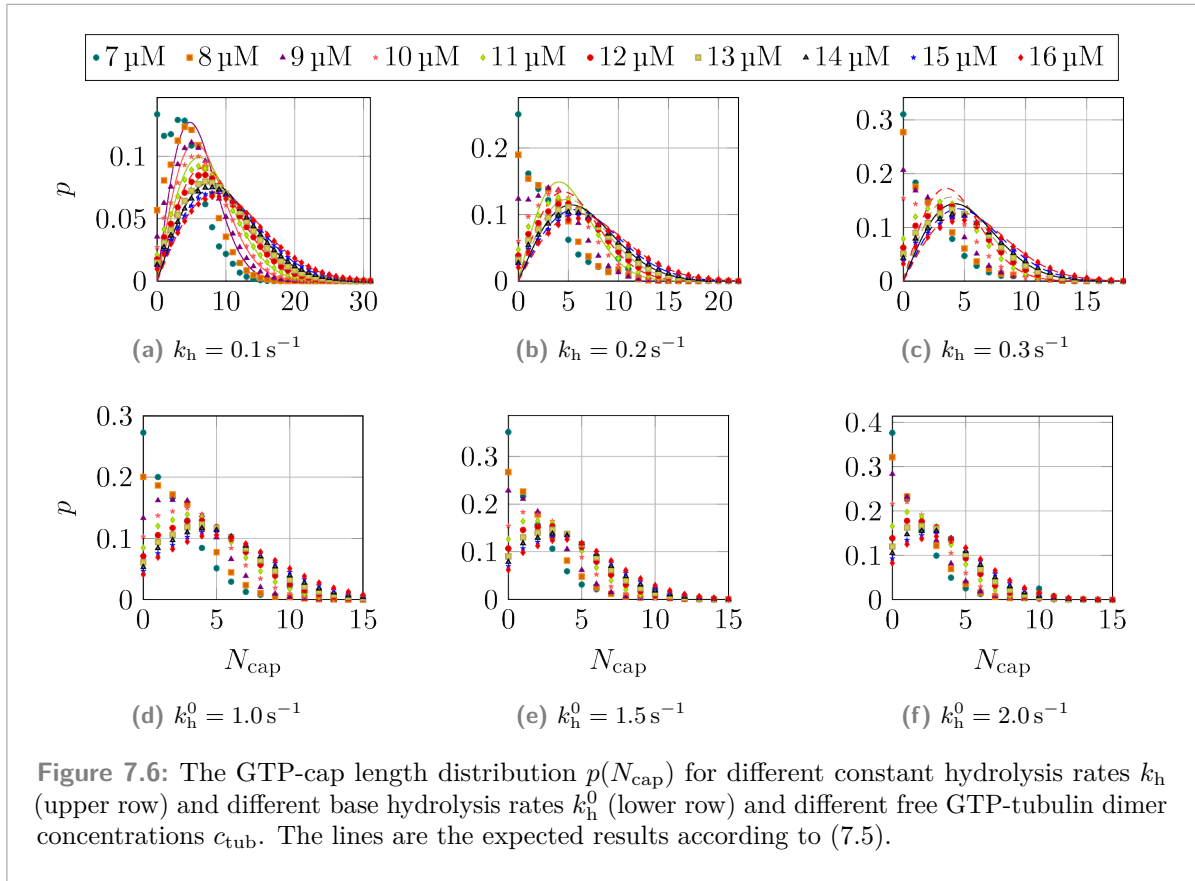 7 µM 8 µM 9 µM 10 µM 11 µM 12 µM 13 µM 14 µM 15 µM 16 µM
p
0.1
0.05
0
0 10 20 30
(a) k_h = 0.1 s⁻¹
0.2
0.1
0
0 5 10 15 20
(b) k_h = 0.2 s⁻¹
0.3
0.2
0.1
0
0 5 10 15
(c) k_h = 0.3 s⁻¹
p
0.3
0.2
0.1
0
0 5 10 15
N_cap
(d) k_h^0 = 1.0 s⁻¹
0.4
0.3
0.2
0.1
0
0 5 10 15
N_cap
(e) k_h^0 = 1.5 s⁻¹
0.4
0.3
0.2
0.1
0
0 5 10 15
N_cap
(f) k_h^0 = 2.0 s⁻¹
Figure 7.6: The GTP-cap length distribution p(N_cap) for different constant hydrolysis rates k_h
(upper row) and different base hydrolysis rates k_h^0 (lower row) and different free GTP-tubulin dimer
concentrations c_tub. The lines are the expected results according to (7.5).